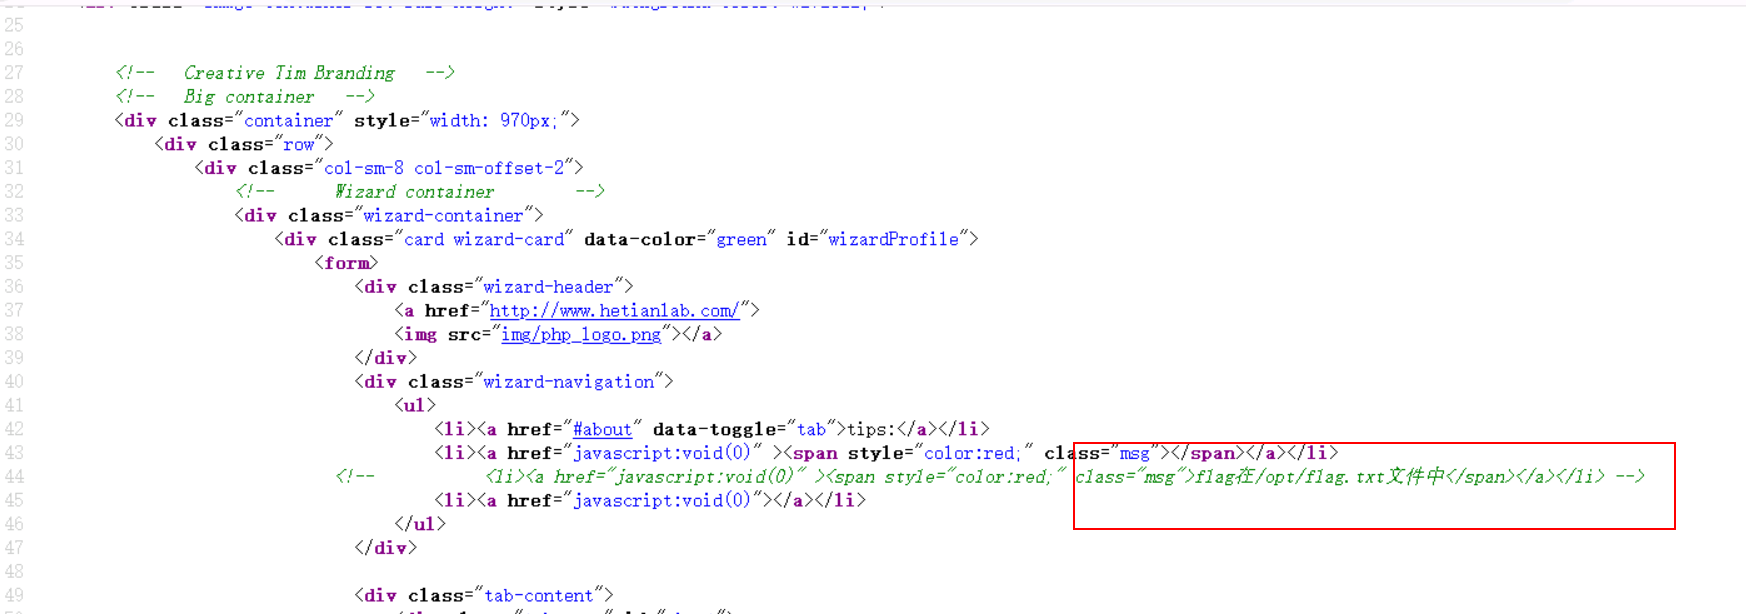 25
26
27 <!--   Creative Tim Branding   -->
28 <!--   Big container   -->
29 <div class="container" style="width: 970px;">
30 <div class="row">
31 <div class="col-sm-8 col-sm-offset-2">
32 <!--      Wizard container        -->
33 <div class="wizard-container">
34 <div class="card wizard-card" data-color="green" id="wizardProfile">
35 <form>
36 <div class="wizard-header">
37 <a href="http://www.hetianlab.com/">
38 <img src="img/php_logo.png"></a>
39 </div>
40 <div class="wizard-navigation">
41 <ul>
42 <li><a href="#about" data-toggle="tab">tips:</a></li>
43 <li><a href="javascript:void(0)" ><span style="color:red;" class="msg"></span></a></li>
44 <!--           <li><a href="javascript:void(0)" ><span style="color:red;" class="msg">flag在/opt/flag.txt文件中</span></a></li> -->
45 <li><a href="javascript:void(0)"></a></li>
46 </ul>
47 </div>
48
49 <div class="tab-content">